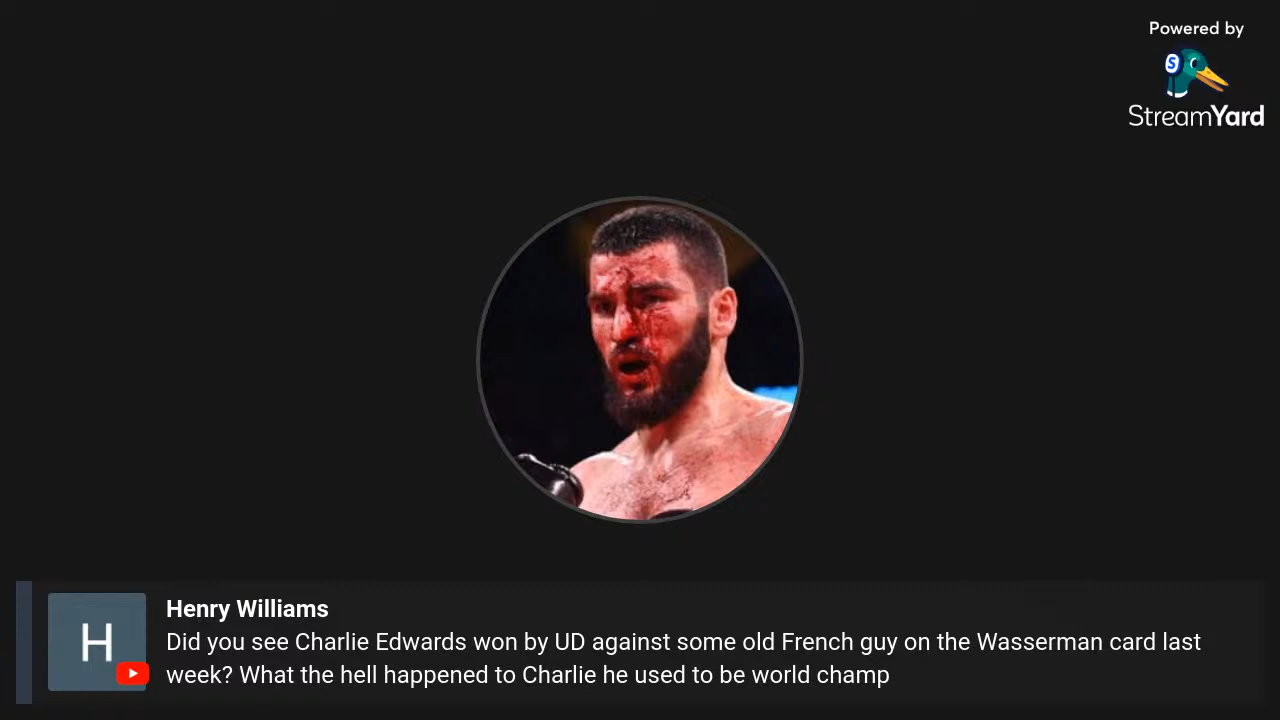 Powered by
S
StreamYard
H
Henry Williams
Did you see Charlie Edwards won by UD against some old French guy on the Wasserman card last
week? What the hell happened to Charlie he used to be world champ